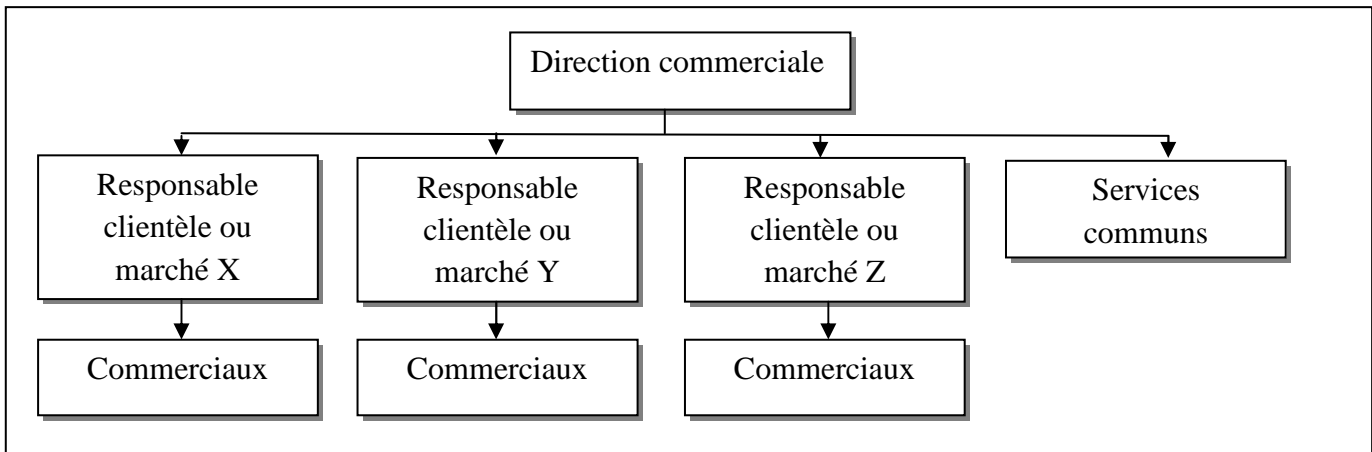 Direction commerciale
Responsable
clientèle ou
marché X
Responsable
clientèle ou
marché Y
Responsable
clientèle ou
marché Z
Services
communs
Commerciaux
Commerciaux
Commerciaux